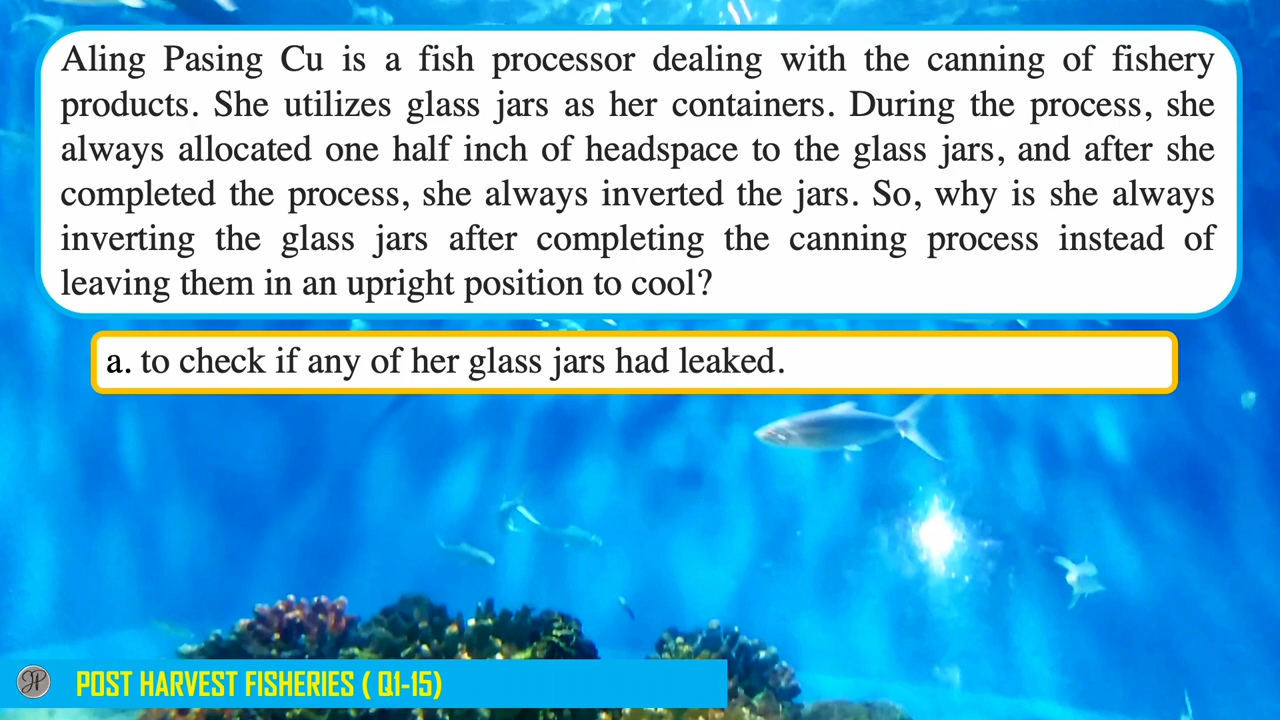 Aling Pasing Cu is a fish processor dealing with the canning of fishery
products. She utilizes glass jars as her containers. During the process, she
always allocated one half inch of headspace to the glass jars, and after she
completed the process, she always inverted the jars. So, why is she always
inverting the glass jars after completing the canning process instead of
leaving them in an upright position to cool?
a. to check if any of her glass jars had leaked.
POST HARVEST FISHERIES ( Q1-15)